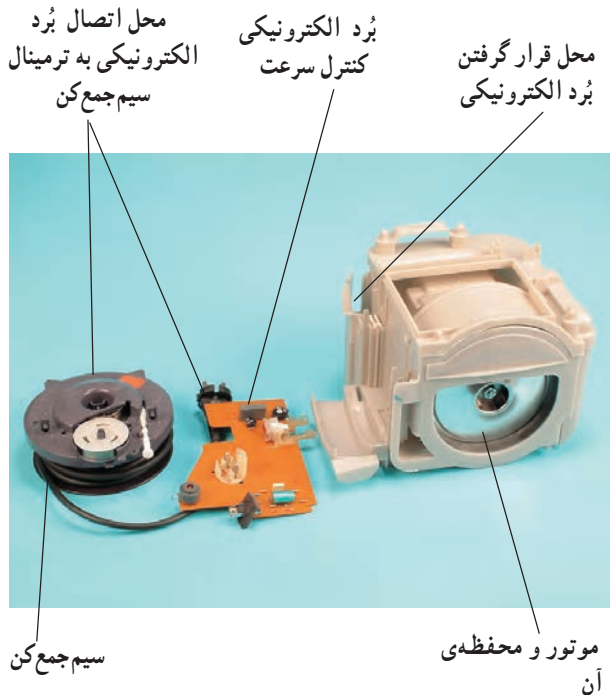 محل قرار گرفتن
بُرد الکترونیکی
بُرد الکترونیکی
کنترل سرعت
محل اتصال بُرد
الکترونیکی به ترمینال
سیم‌جمع‌کن
موتور و محفظه‌ی
آن
سیم‌جمع‌کن